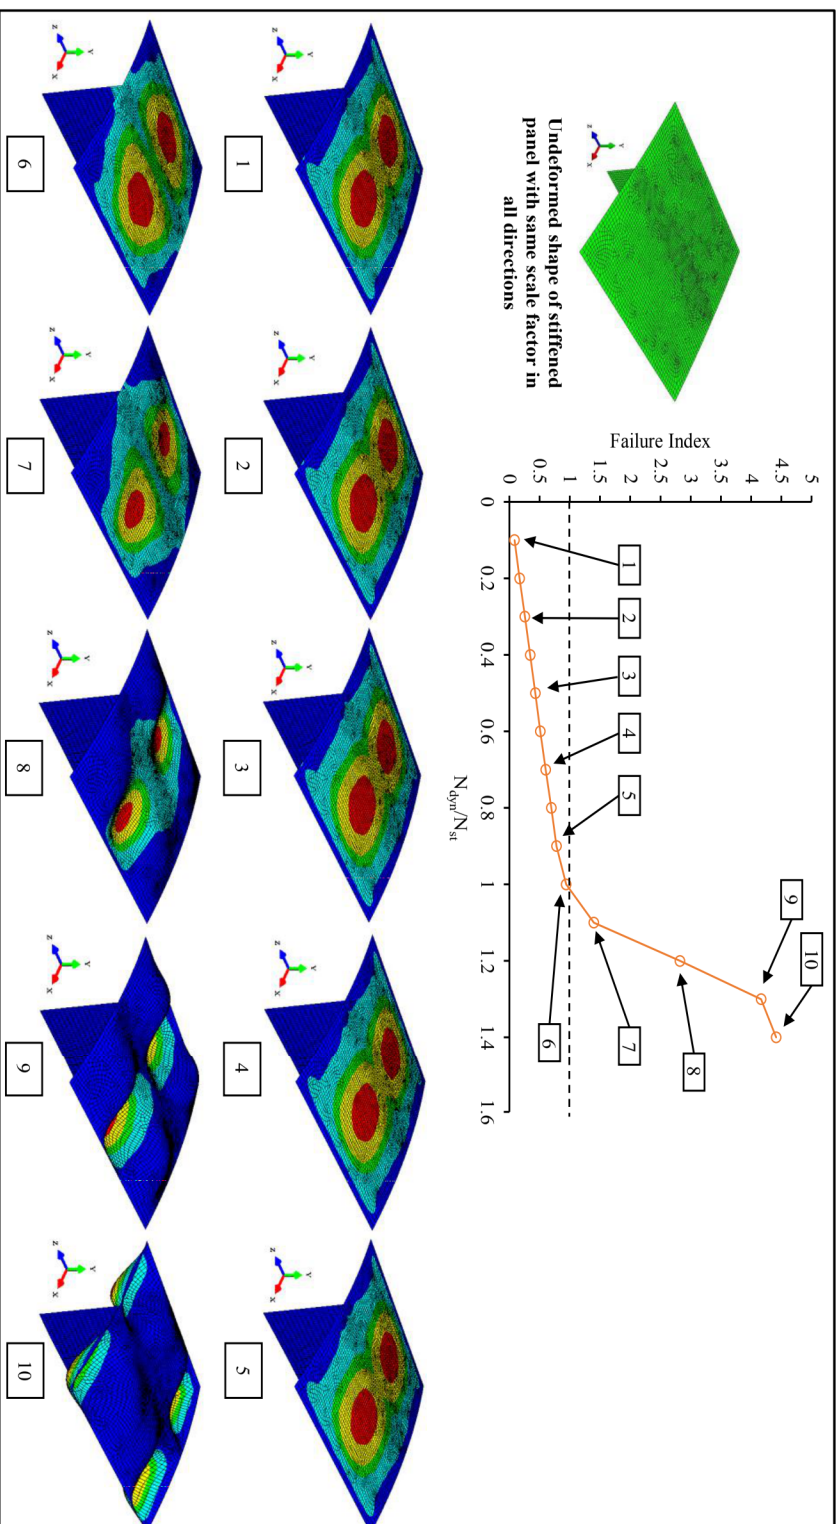 Undeformed shape of stiffened
panel with same scale factor in
all directions
Failure Index
5
4.5
4
3.5
3
2.5
2
1.5
1
0.5
0
0
0.2
0.4
0.6
0.8
1
1.2
1.4
1.6
N_dyn/N_st
1
2
3
4
5
6
7
8
9
10
Y
Z
X
1
2
3
4
5
Y
Z
X
Y
Z
X
Y
Z
X
Y
Z
X
Y
Z
X
6
7
8
9
10
Y
Z
X
Y
Z
X
Y
Z
X
Y
Z
X
Y
Z
X